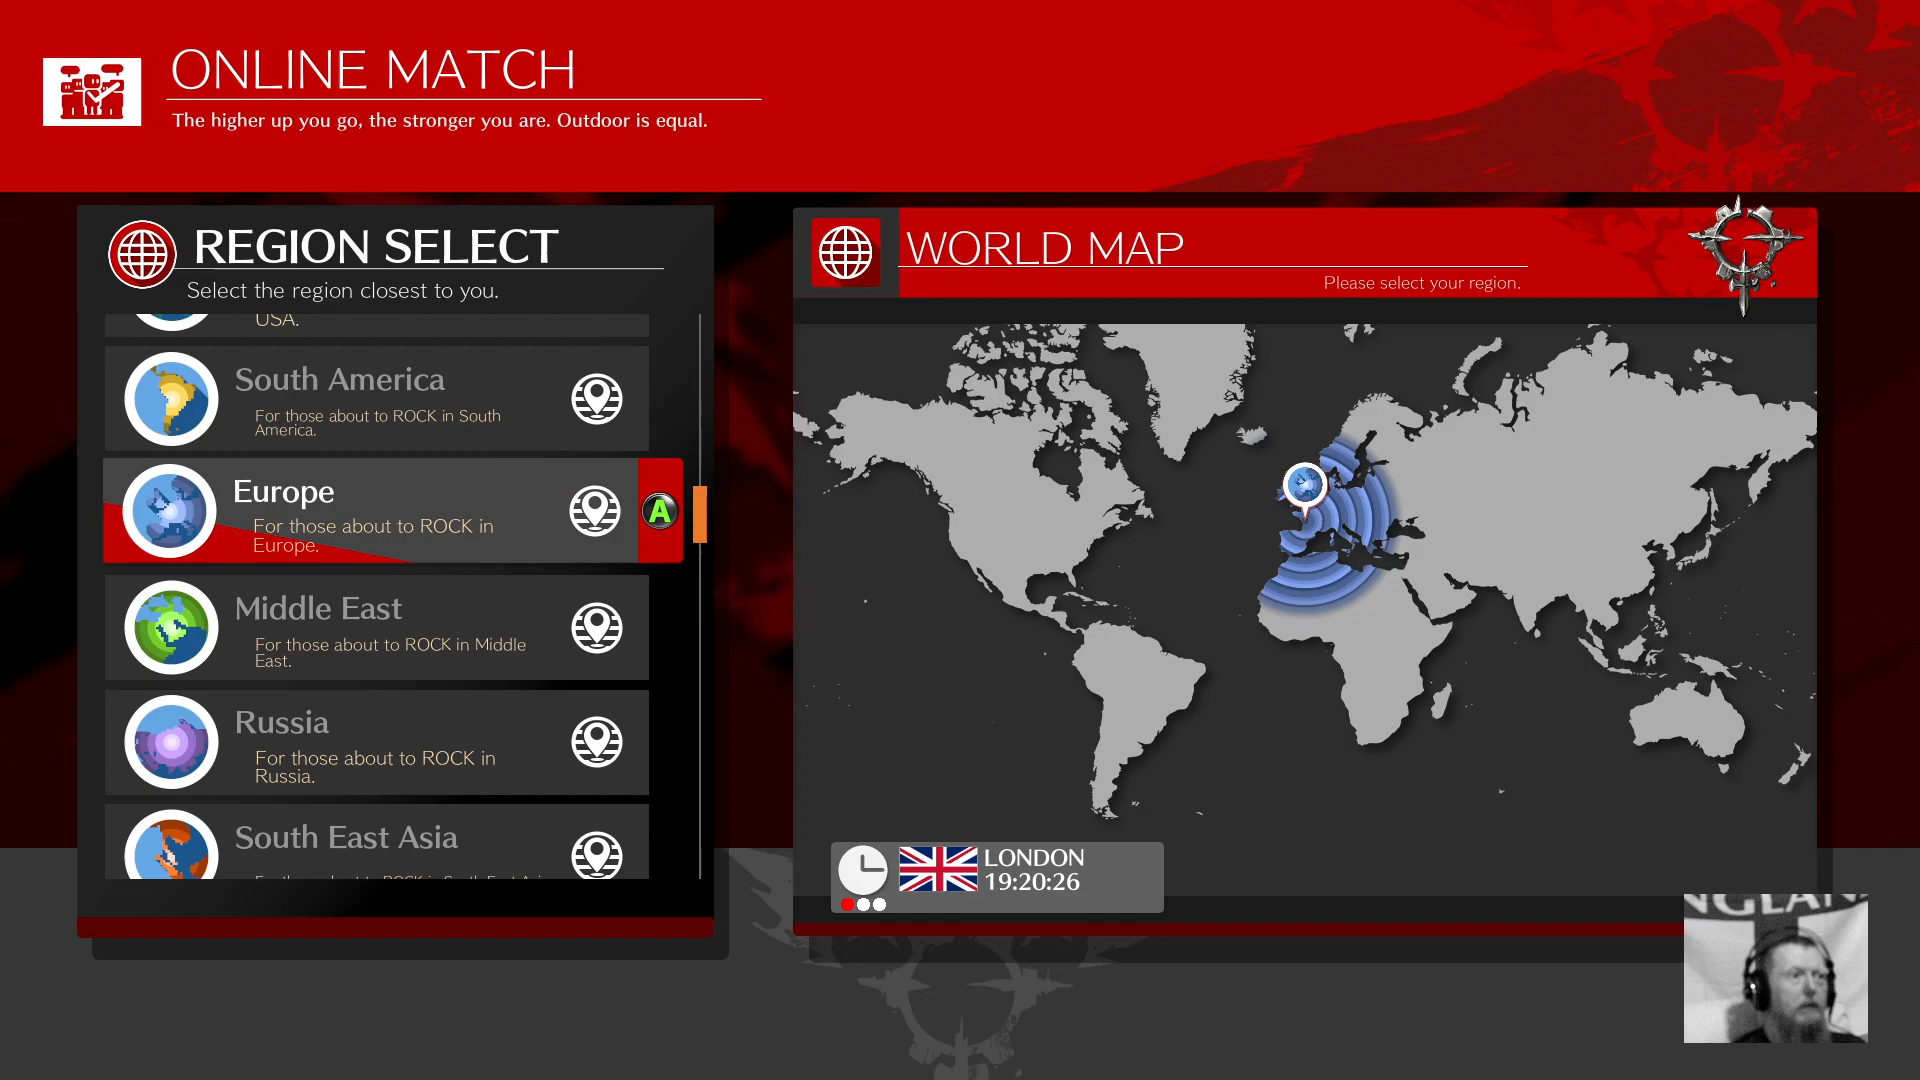 ONLINE MATCH
The higher up you go, the stronger you are. Outdoor is equal.
REGION SELECT
Select the region closest to you.
USA.
South America
For those about to ROCK in South
America.
Europe
For those about to ROCK in
Europe.
A
Middle East
For those about to ROCK in Middle
East.
Russia
For those about to ROCK in
Russia.
South East Asia
WORLD MAP
Please select your region.
LONDON
19:20:26